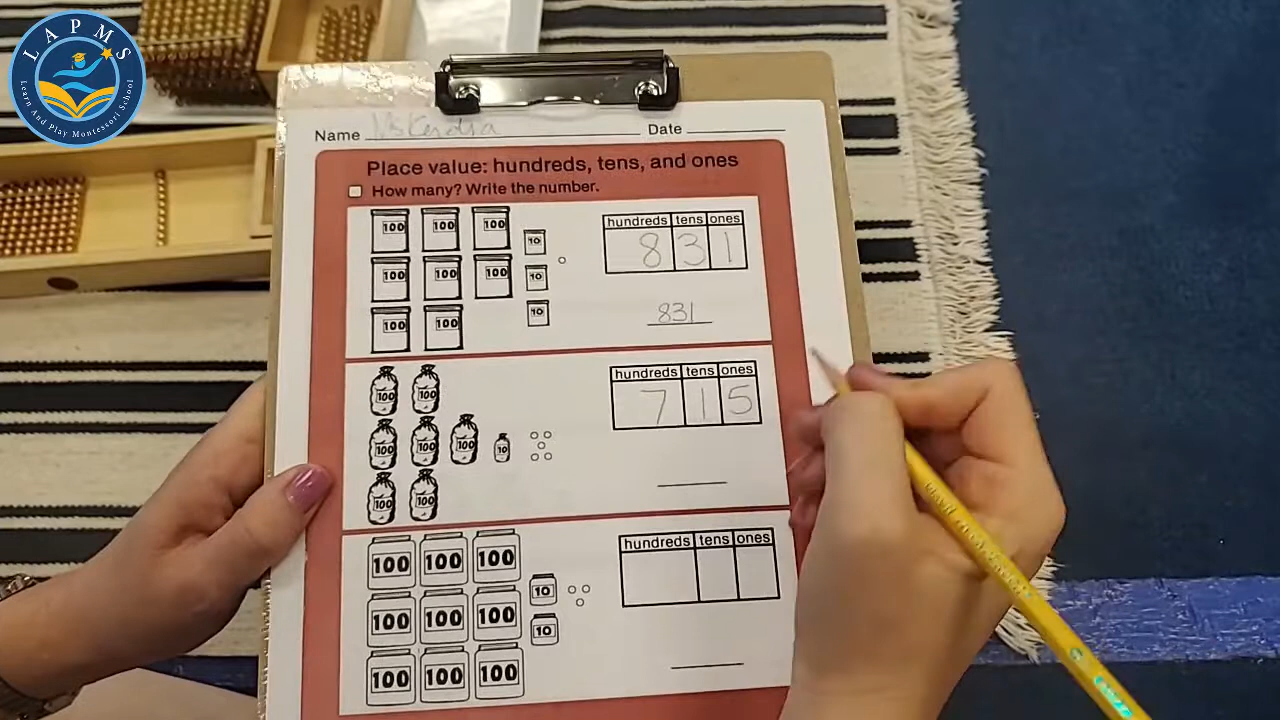 LAPMS
Learn And Play Montessori School
Name Ms Kendra Date
Place value: hundreds, tens, and ones
How many? Write the number.
100 100 100
10
100 100 100
10
100 100
10
hundreds tens ones
8 3 1
831
100 100
100 100 100 10
100 100
hundreds tens ones
7 1 5
100 100 100
10
100 100 100
10
100 100 100
hundreds tens ones